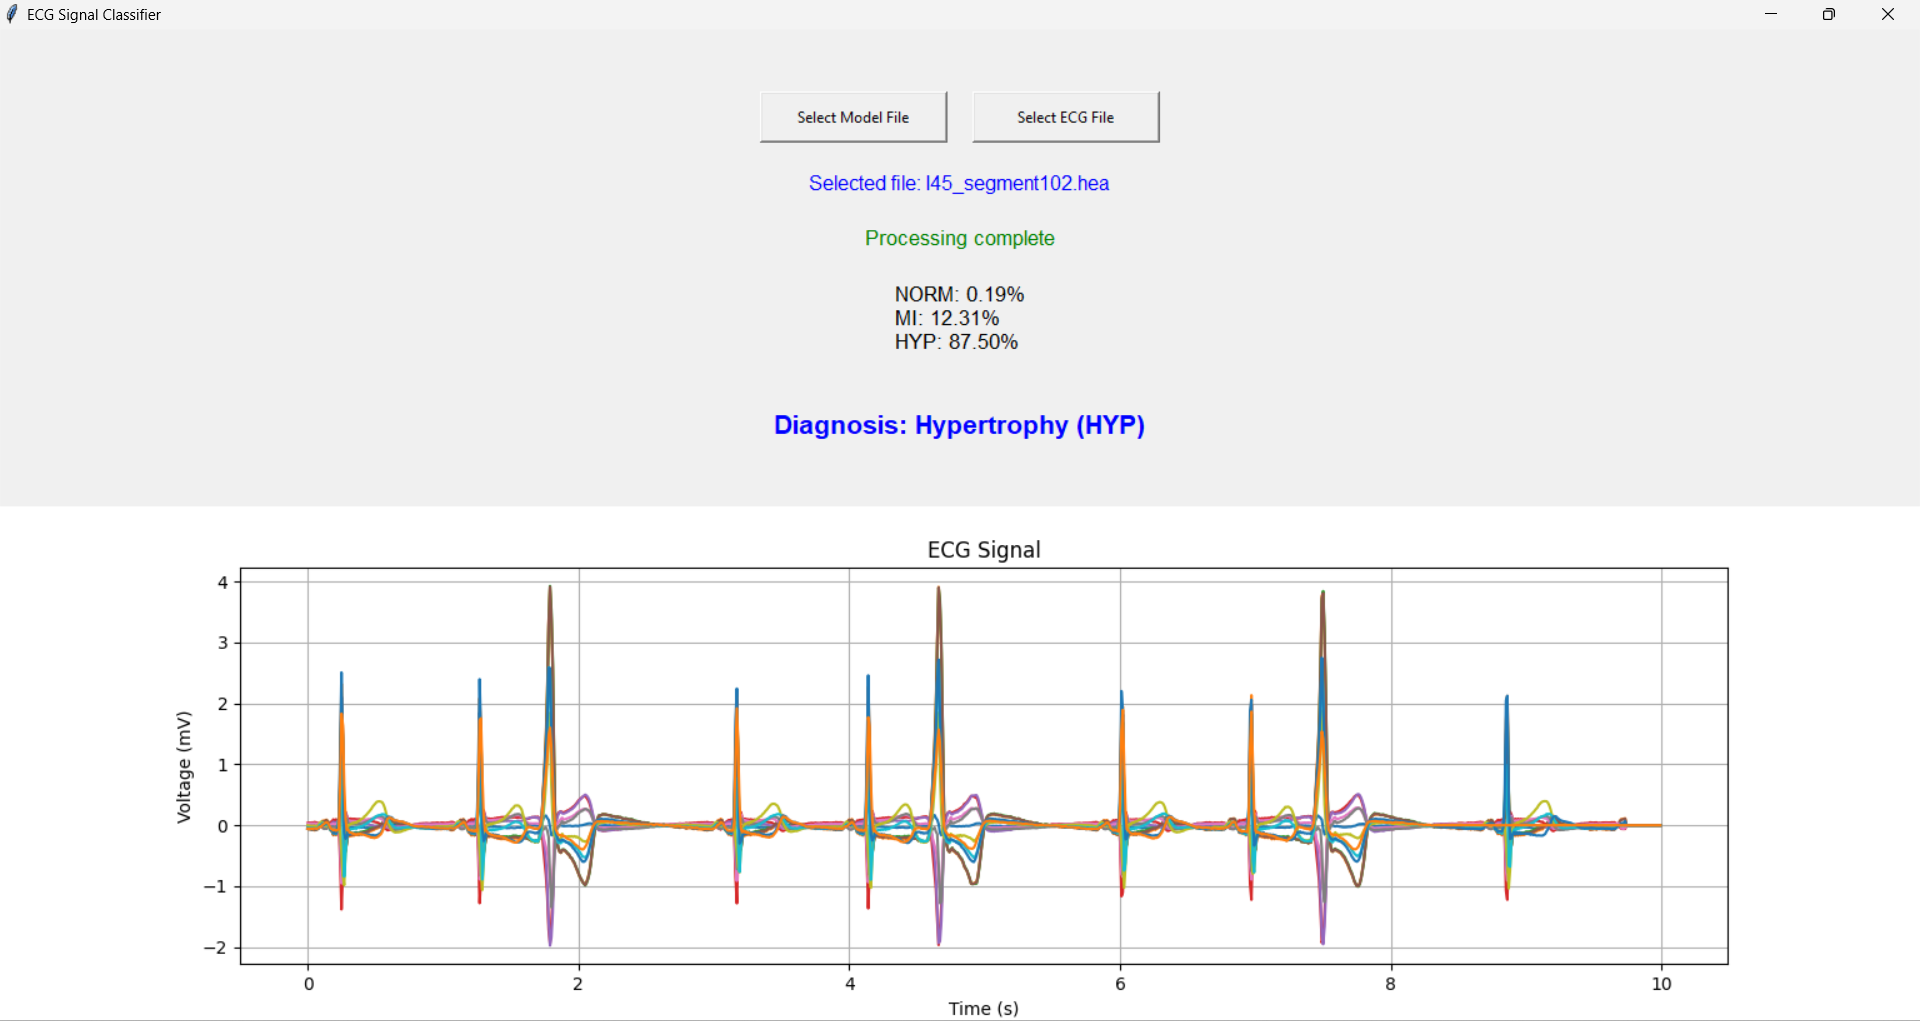 ECG Signal Classifier
Select Model File
Select ECG File
Selected file: I45_segment102.hea
Processing complete
NORM: 0.19%
MI: 12.31%
HYP: 87.50%
Diagnosis: Hypertrophy (HYP)
ECG Signal
Voltage (mV)
4
3
2
1
0
−1
−2
0 2 4 6 8 10
Time (s)